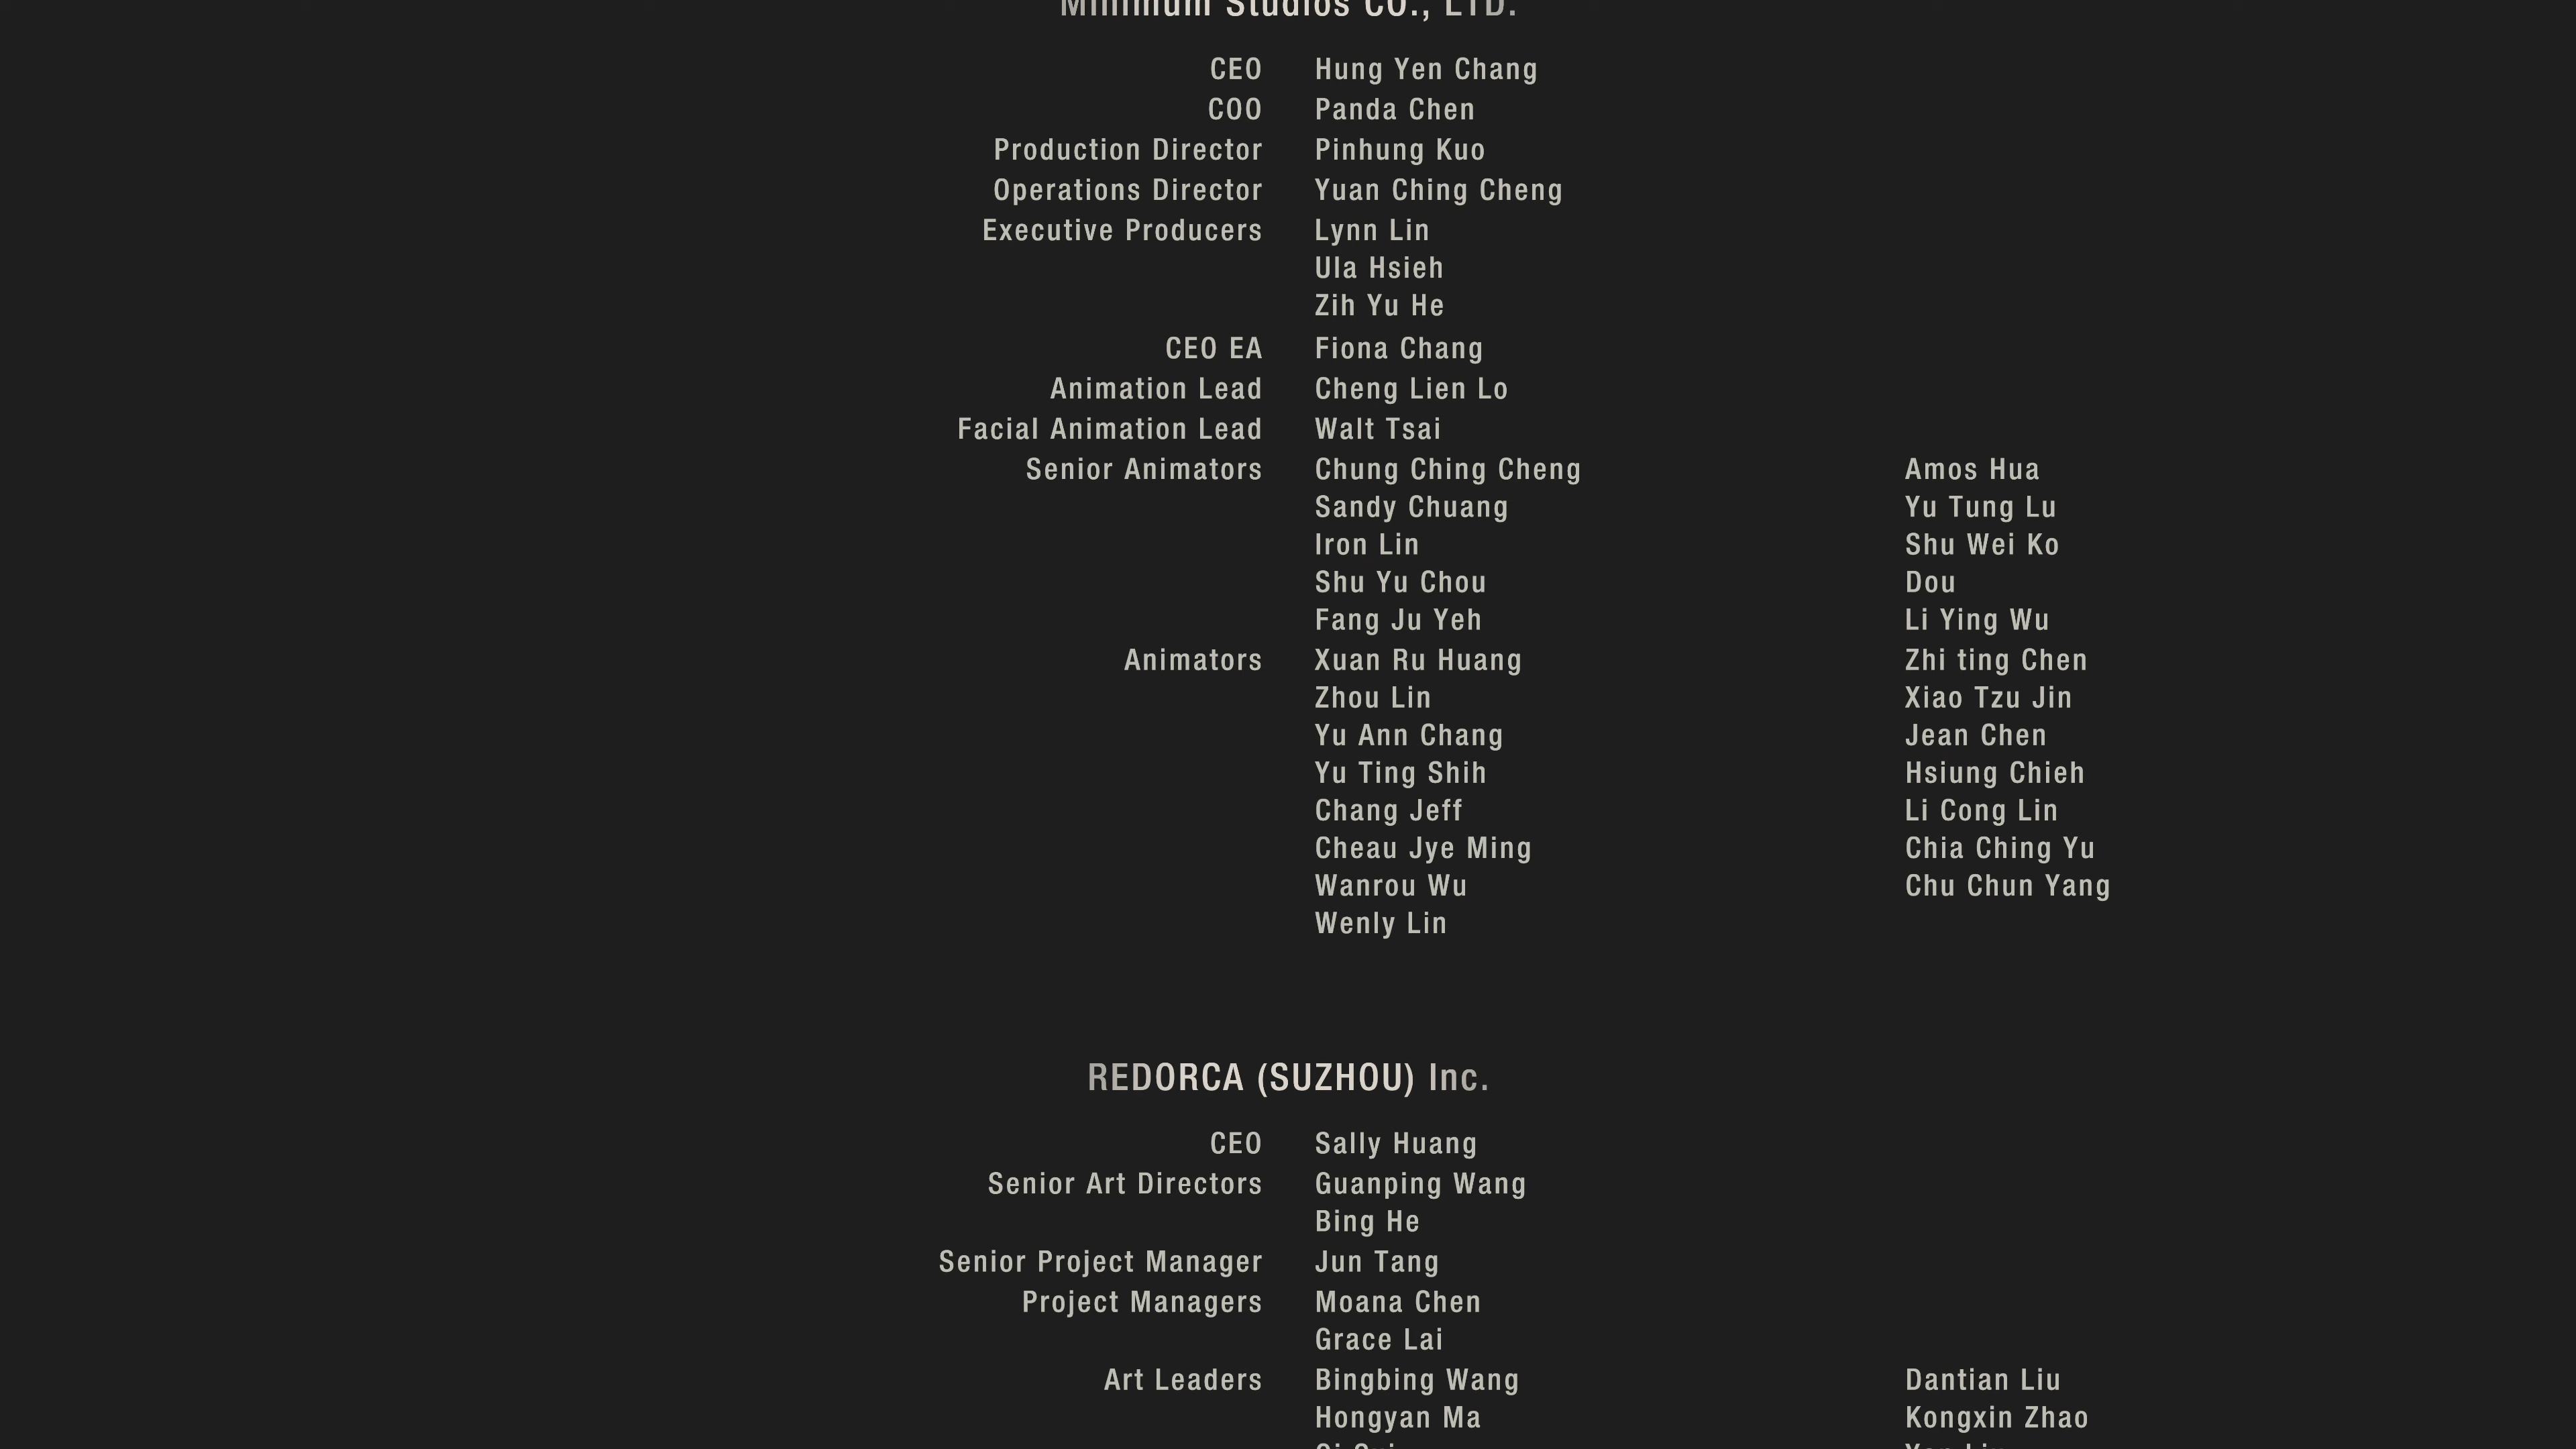 Minimum Studios CO., LTD.
CEO Hung Yen Chang
COO Panda Chen
Production Director Pinhung Kuo
Operations Director Yuan Ching Cheng
Executive Producers Lynn Lin
Ula Hsieh
Zih Yu He
CEO EA Fiona Chang
Animation Lead Cheng Lien Lo
Facial Animation Lead Walt Tsai
Senior Animators Chung Ching Cheng Amos Hua
Sandy Chuang Yu Tung Lu
Iron Lin Shu Wei Ko
Shu Yu Chou Dou
Fang Ju Yeh Li Ying Wu
Animators Xuan Ru Huang Zhi ting Chen
Zhou Lin Xiao Tzu Jin
Yu Ann Chang Jean Chen
Yu Ting Shih Hsiung Chieh
Chang Jeff Li Cong Lin
Cheau Jye Ming Chia Ching Yu
Wanrou Wu Chu Chun Yang
Wenly Lin
REDORCA (SUZHOU) Inc.
CEO Sally Huang
Senior Art Directors Guanping Wang
Bing He
Senior Project Manager Jun Tang
Project Managers Moana Chen
Grace Lai
Art Leaders Bingbing Wang Dantian Liu
Hongyan Ma Kongxin Zhao